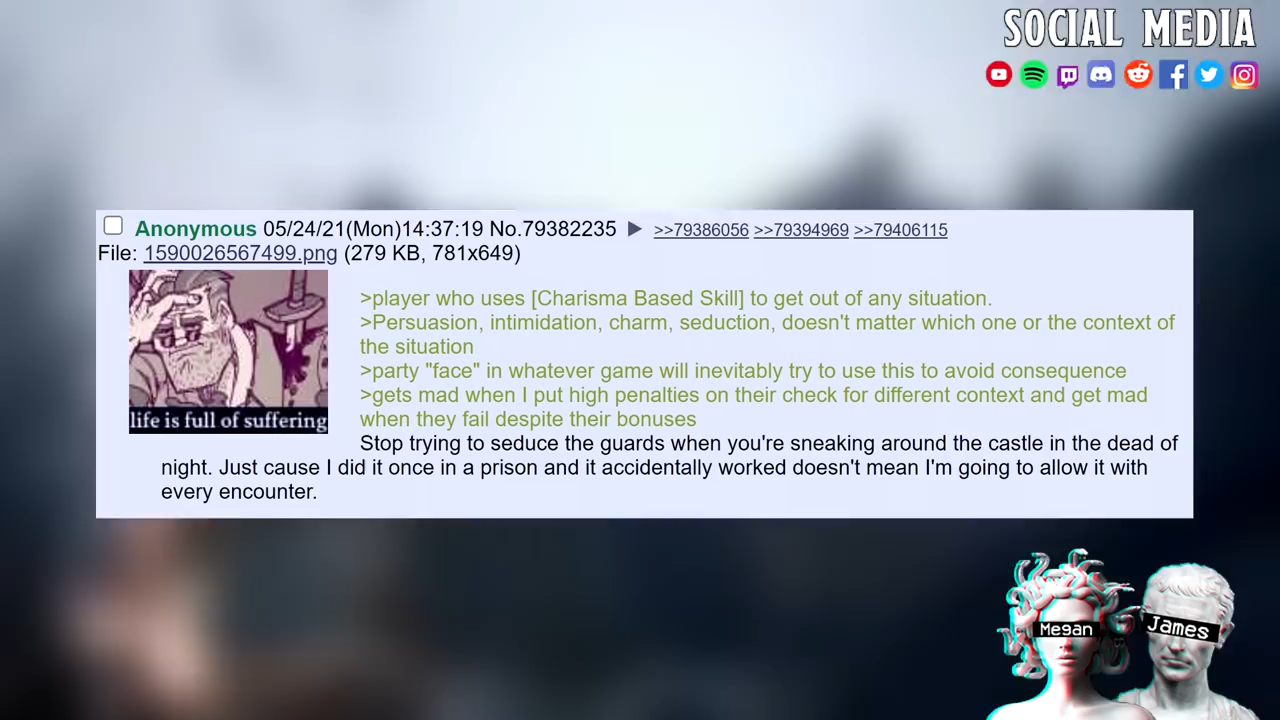 SOCIAL MEDIA
Anonymous 05/24/21(Mon)14:37:19 No.79382235 ▶ >>79386056 >>79394969 >>79406115
File: 1590026567499.png (279 KB, 781x649)
>player who uses [Charisma Based Skill] to get out of any situation.
>Persuasion, intimidation, charm, seduction, doesn't matter which one or the context of
the situation
>party "face" in whatever game will inevitably try to use this to avoid consequence
>gets mad when I put high penalties on their check for different context and get mad
when they fail despite their bonuses
life is full of suffering
Stop trying to seduce the guards when you're sneaking around the castle in the dead of
night. Just cause I did it once in a prison and it accidentally worked doesn't mean I'm going to allow it with
every encounter.
Megan
James